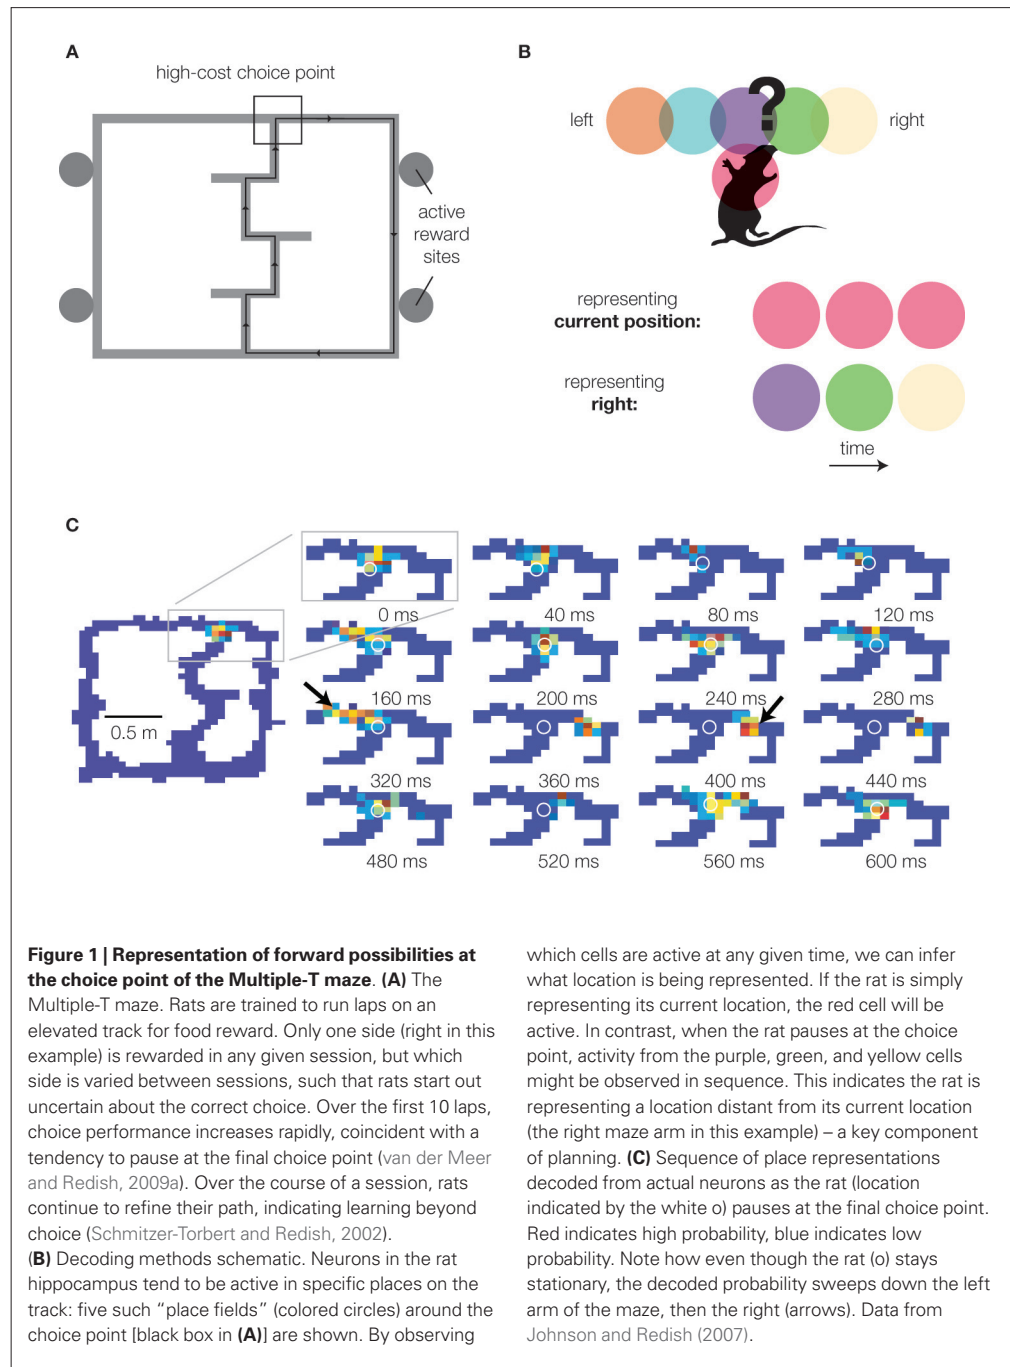 A
high-cost choice point
active
reward
sites
B
left
?
right
representing
current position:
representing
right:
time
C
0.5 m
0 ms
40 ms
80 ms
120 ms
160 ms
200 ms
240 ms
280 ms
320 ms
360 ms
400 ms
440 ms
480 ms
520 ms
560 ms
600 ms
Figure 1 | Representation of forward possibilities at
the choice point of the Multiple-T maze. (A) The
Multiple-T maze. Rats are trained to run laps on an
elevated track for food reward. Only one side (right in this
example) is rewarded in any given session, but which
side is varied between sessions, such that rats start out
uncertain about the correct choice. Over the first 10 laps,
choice performance increases rapidly, coincident with a
tendency to pause at the final choice point (van der Meer
and Redish, 2009a). Over the course of a session, rats
continue to refine their path, indicating learning beyond
choice (Schmitzer-Torbert and Redish, 2002).
(B) Decoding methods schematic. Neurons in the rat
hippocampus tend to be active in specific places on the
track: five such “place fields” (colored circles) around the
choice point [black box in (A)] are shown. By observing
which cells are active at any given time, we can infer
what location is being represented. If the rat is simply
representing its current location, the red cell will be
active. In contrast, when the rat pauses at the choice
point, activity from the purple, green, and yellow cells
might be observed in sequence. This indicates the rat is
representing a location distant from its current location
(the right maze arm in this example) – a key component
of planning. (C) Sequence of place representations
decoded from actual neurons as the rat (location
indicated by the white o) pauses at the final choice point.
Red indicates high probability, blue indicates low
probability. Note how even though the rat (o) stays
stationary, the decoded probability sweeps down the left
arm of the maze, then the right (arrows). Data from
Johnson and Redish (2007).